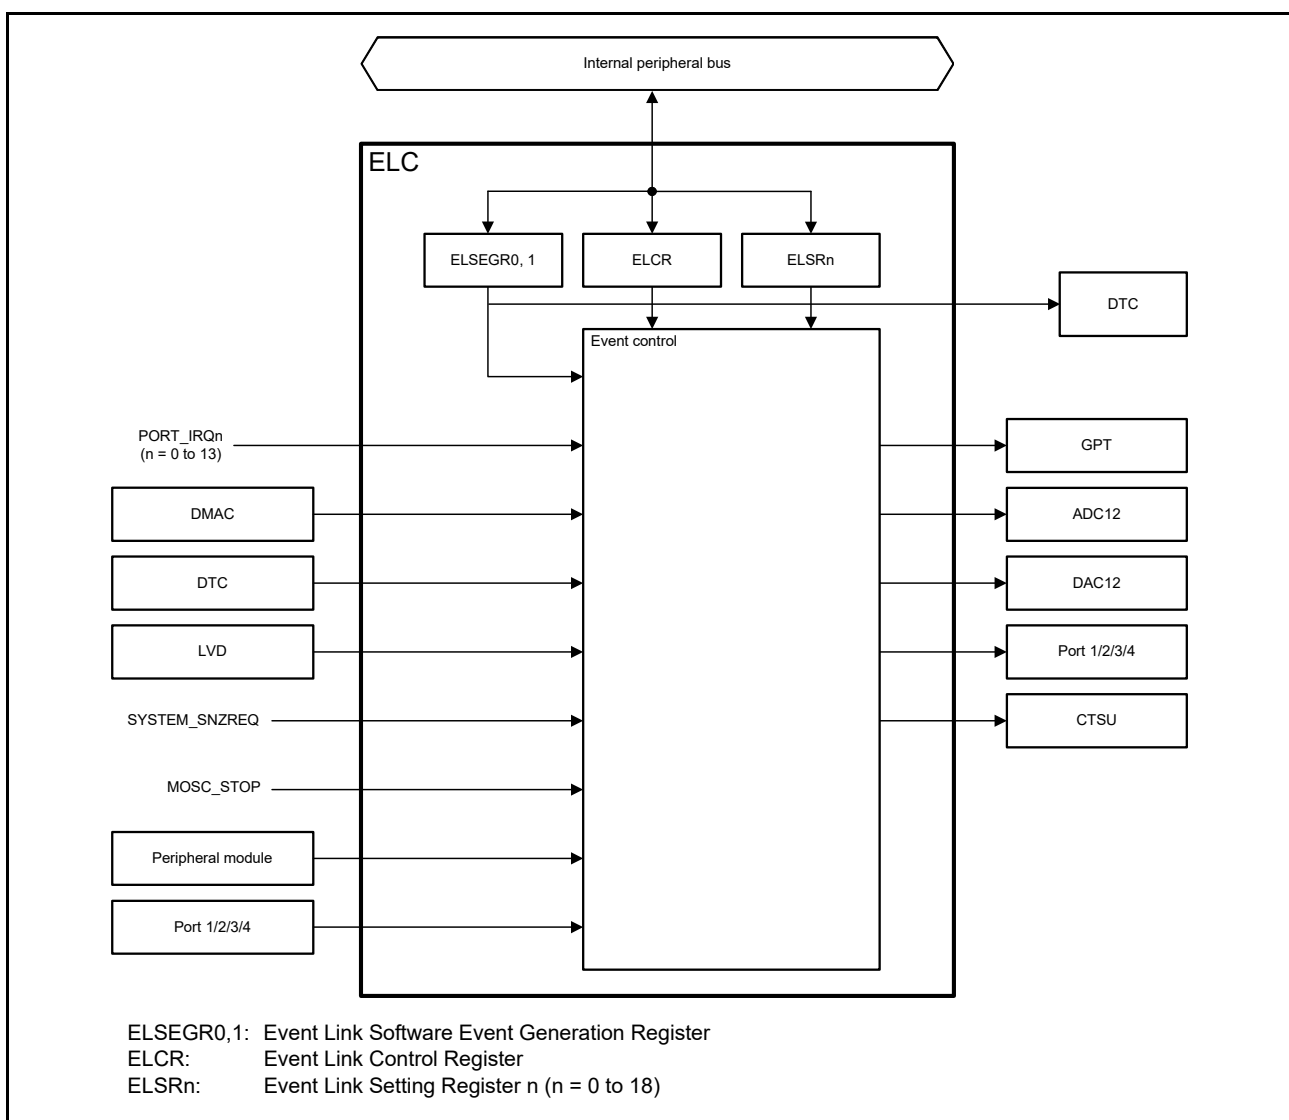 Internal peripheral bus
ELC
ELSEGR0, 1
ELCR
ELSRn
DTC
Event control
PORT_IRQn
(n = 0 to 13)
GPT
DMAC
ADC12
DTC
DAC12
LVD
Port 1/2/3/4
SYSTEM_SNZREQ
CTSU
MOSC_STOP
Peripheral module
Port 1/2/3/4
ELSEGR0,1: Event Link Software Event Generation Register
ELCR: Event Link Control Register
ELSRn: Event Link Setting Register n (n = 0 to 18)